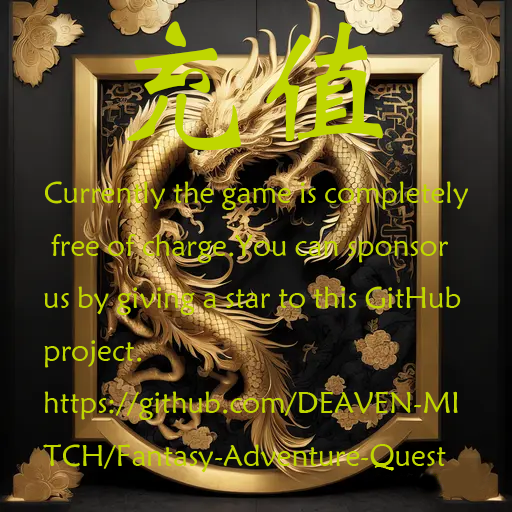 充值
Currently the game is completely
free of charge.You can sponsor
us by giving a star to this GitHub
project.
https://github.com/DEAVEN-MI
TCH/Fantasy-Adventure-Quest